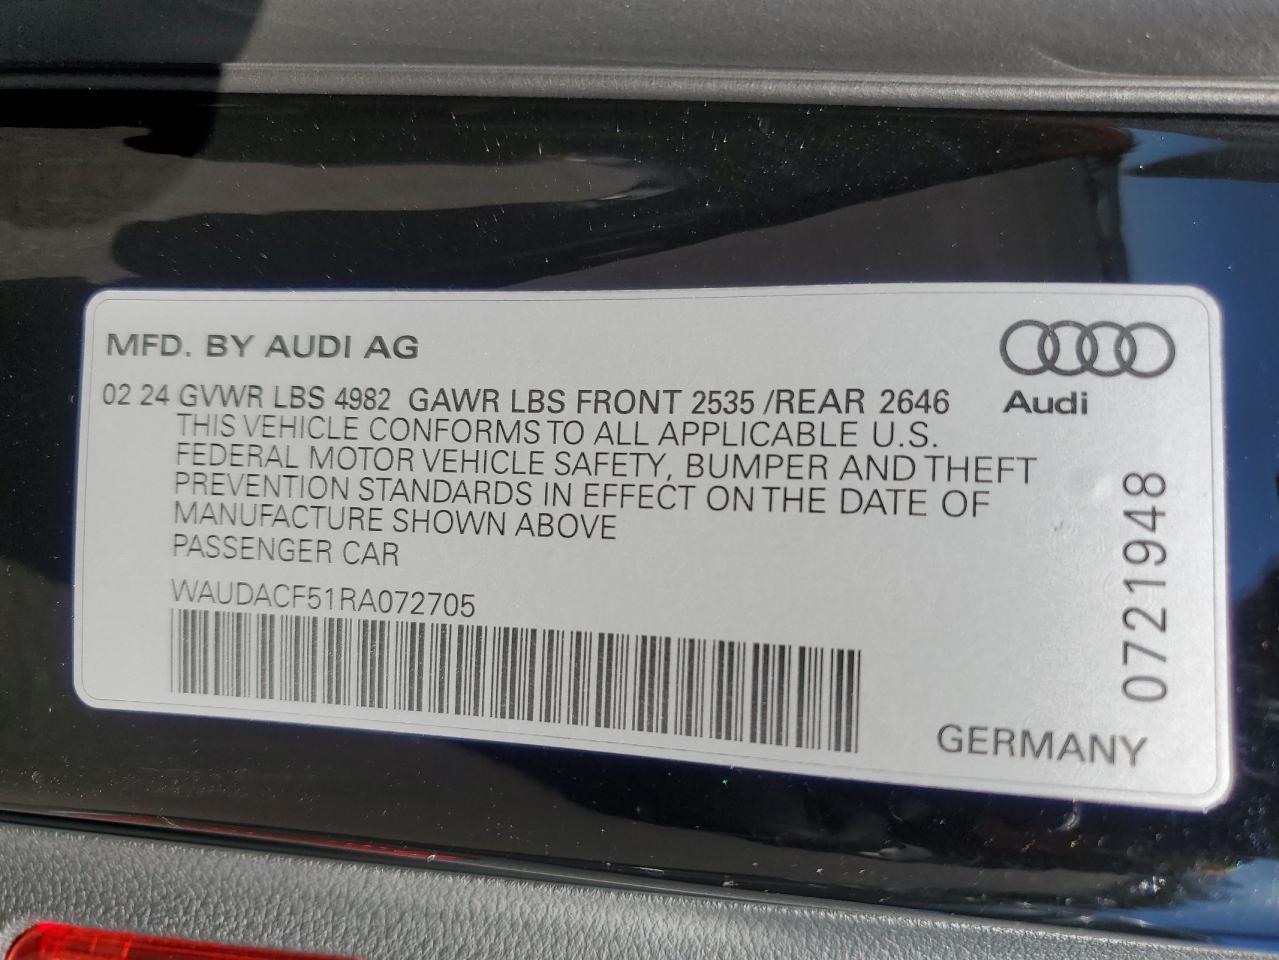 MFD. BY AUDI AG
02 24 GVWR LBS 4982 GAWR LBS FRONT 2535 /REAR 2646
THIS VEHICLE CONFORMS TO ALL APPLICABLE U.S.
FEDERAL MOTOR VEHICLE SAFETY, BUMPER AND THEFT
PREVENTION STANDARDS IN EFFECT ON THE DATE OF
MANUFACTURE SHOWN ABOVE
PASSENGER CAR
WAUDACF51RA072705
Audi
0721948
GERMANY